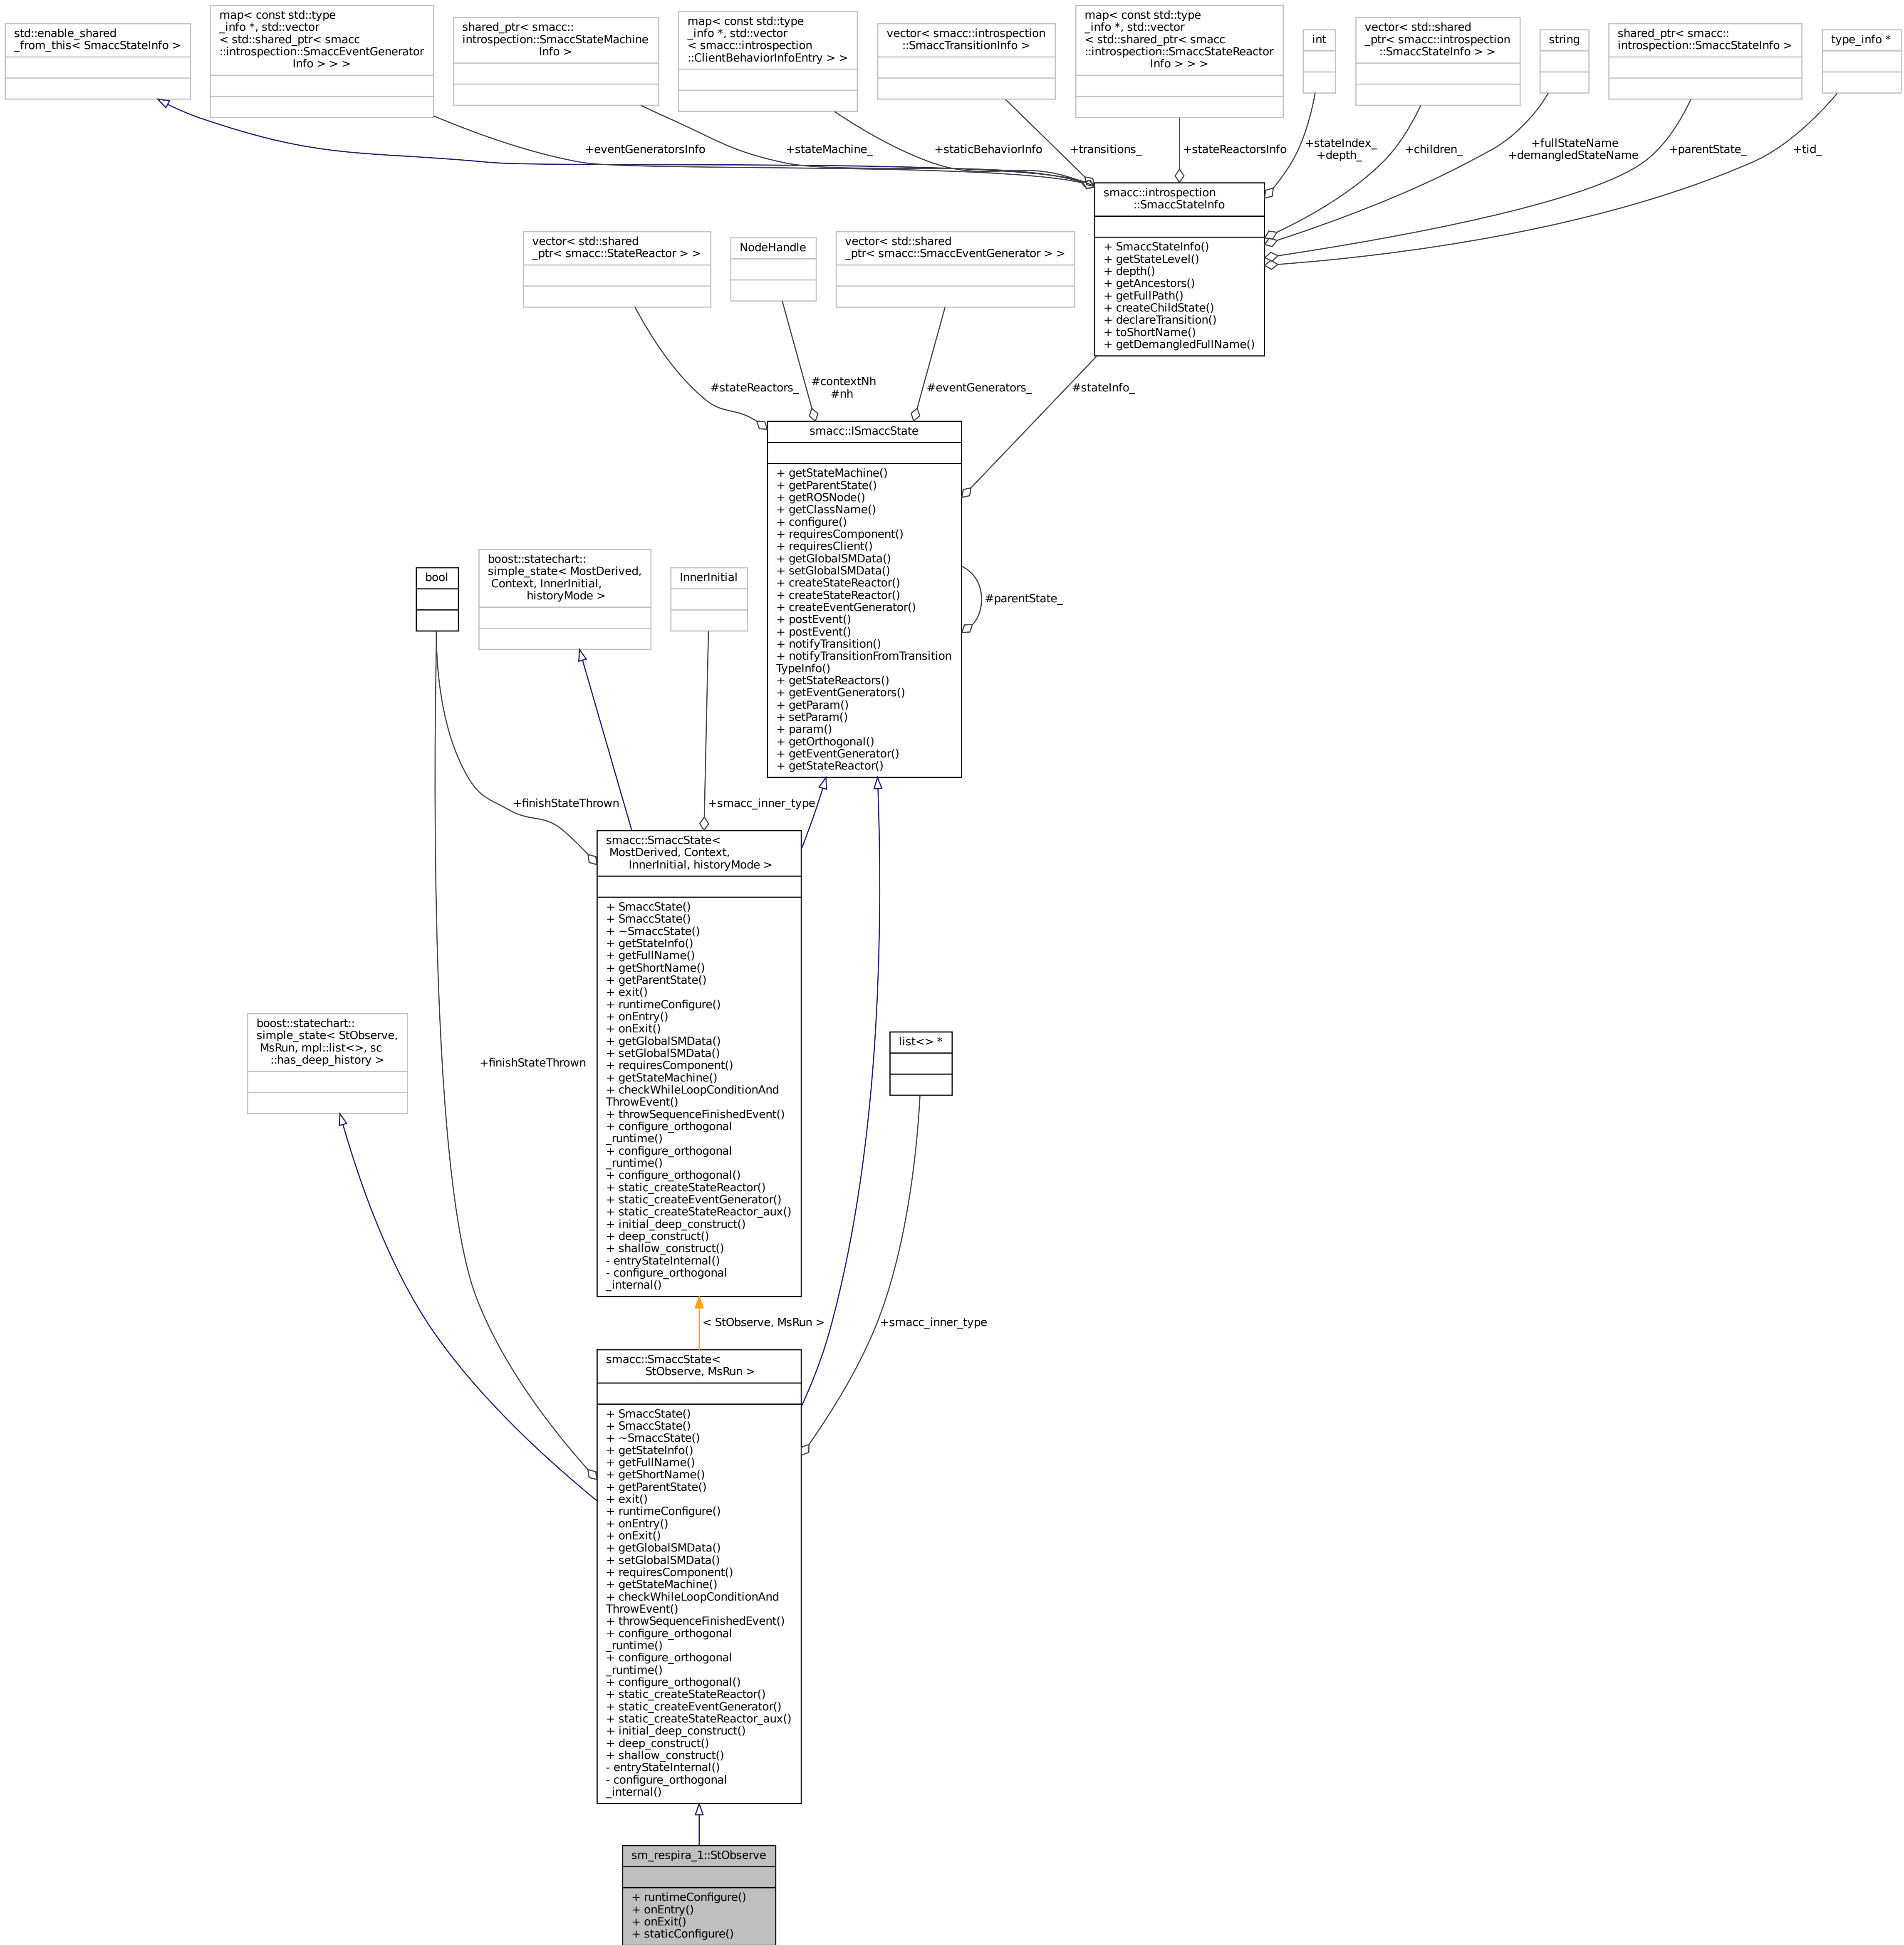 std::enable_shared
_from_this< SmaccStateInfo >
map< const std::type
_info *, std::vector
< std::shared_ptr< smacc
::introspection::SmaccEventGenerator
Info > > >
shared_ptr< smacc::
introspection::SmaccStateMachine
Info >
map< const std::type
_info *, std::vector
< smacc::introspection
::ClientBehaviorInfoEntry > >
vector< smacc::introspection
::SmaccTransitionInfo >
map< const std::type
_info *, std::vector
< std::shared_ptr< smacc
::introspection::SmaccStateReactor
Info > > >
int
vector< std::shared
_ptr< smacc::introspection
::SmaccStateInfo > >
string
shared_ptr< smacc::
introspection::SmaccStateInfo >
type_info *
+eventGeneratorsInfo
+stateMachine_
+staticBehaviorInfo
+transitions_
+stateReactorsInfo
+stateIndex_
+depth_
+children_
+fullStateName
+demangledStateName
+parentState_
+tid_
smacc::introspection
::SmaccStateInfo
+ SmaccStateInfo()
+ getStateLevel()
+ depth()
+ getAncestors()
+ getFullPath()
+ createChildState()
+ declareTransition()
+ toShortName()
+ getDemangledFullName()
vector< std::shared
_ptr< smacc::StateReactor > >
NodeHandle
vector< std::shared
_ptr< smacc::SmaccEventGenerator > >
#stateReactors_
#contextNh
#nh
#eventGenerators_
#stateInfo_
smacc::ISmaccState
+ getStateMachine()
+ getParentState()
+ getROSNode()
+ getClassName()
+ configure()
+ requiresComponent()
+ requiresClient()
+ getGlobalSMData()
+ setGlobalSMData()
+ createStateReactor()
+ createStateReactor()
+ createEventGenerator()
+ postEvent()
+ postEvent()
+ notifyTransition()
+ notifyTransitionFromTransition
TypeInfo()
+ getStateReactors()
+ getEventGenerators()
+ getParam()
+ setParam()
+ param()
+ getOrthogonal()
+ getEventGenerator()
+ getStateReactor()
#parentState_
bool
boost::statechart::
simple_state< MostDerived,
Context, InnerInitial,
historyMode >
InnerInitial
+finishStateThrown
+smacc_inner_type
smacc::SmaccState<
MostDerived, Context,
InnerInitial, historyMode >
+ SmaccState()
+ SmaccState()
+ ~SmaccState()
+ getStateInfo()
+ getFullName()
+ getShortName()
+ getParentState()
+ exit()
+ runtimeConfigure()
+ onEntry()
+ onExit()
+ getGlobalSMData()
+ setGlobalSMData()
+ requiresComponent()
+ getStateMachine()
+ checkWhileLoopConditionAnd
ThrowEvent()
+ throwSequenceFinishedEvent()
+ configure_orthogonal
_runtime()
+ configure_orthogonal
_runtime()
+ configure_orthogonal()
+ static_createStateReactor()
+ static_createEventGenerator()
+ static_createStateReactor_aux()
+ initial_deep_construct()
+ deep_construct()
+ shallow_construct()
- entryStateInternal()
- configure_orthogonal
_internal()
boost::statechart::
simple_state< StObserve,
MsRun, mpl::list<>, sc
::has_deep_history >
+finishStateThrown
list<> *
< StObserve, MsRun >
+smacc_inner_type
smacc::SmaccState<
StObserve, MsRun >
+ SmaccState()
+ SmaccState()
+ ~SmaccState()
+ getStateInfo()
+ getFullName()
+ getShortName()
+ getParentState()
+ exit()
+ runtimeConfigure()
+ onEntry()
+ onExit()
+ getGlobalSMData()
+ setGlobalSMData()
+ requiresComponent()
+ getStateMachine()
+ checkWhileLoopConditionAnd
ThrowEvent()
+ throwSequenceFinishedEvent()
+ configure_orthogonal
_runtime()
+ configure_orthogonal
_runtime()
+ configure_orthogonal()
+ static_createStateReactor()
+ static_createEventGenerator()
+ static_createStateReactor_aux()
+ initial_deep_construct()
+ deep_construct()
+ shallow_construct()
- entryStateInternal()
- configure_orthogonal
_internal()
sm_respira_1::StObserve
+ runtimeConfigure()
+ onEntry()
+ onExit()
+ staticConfigure()